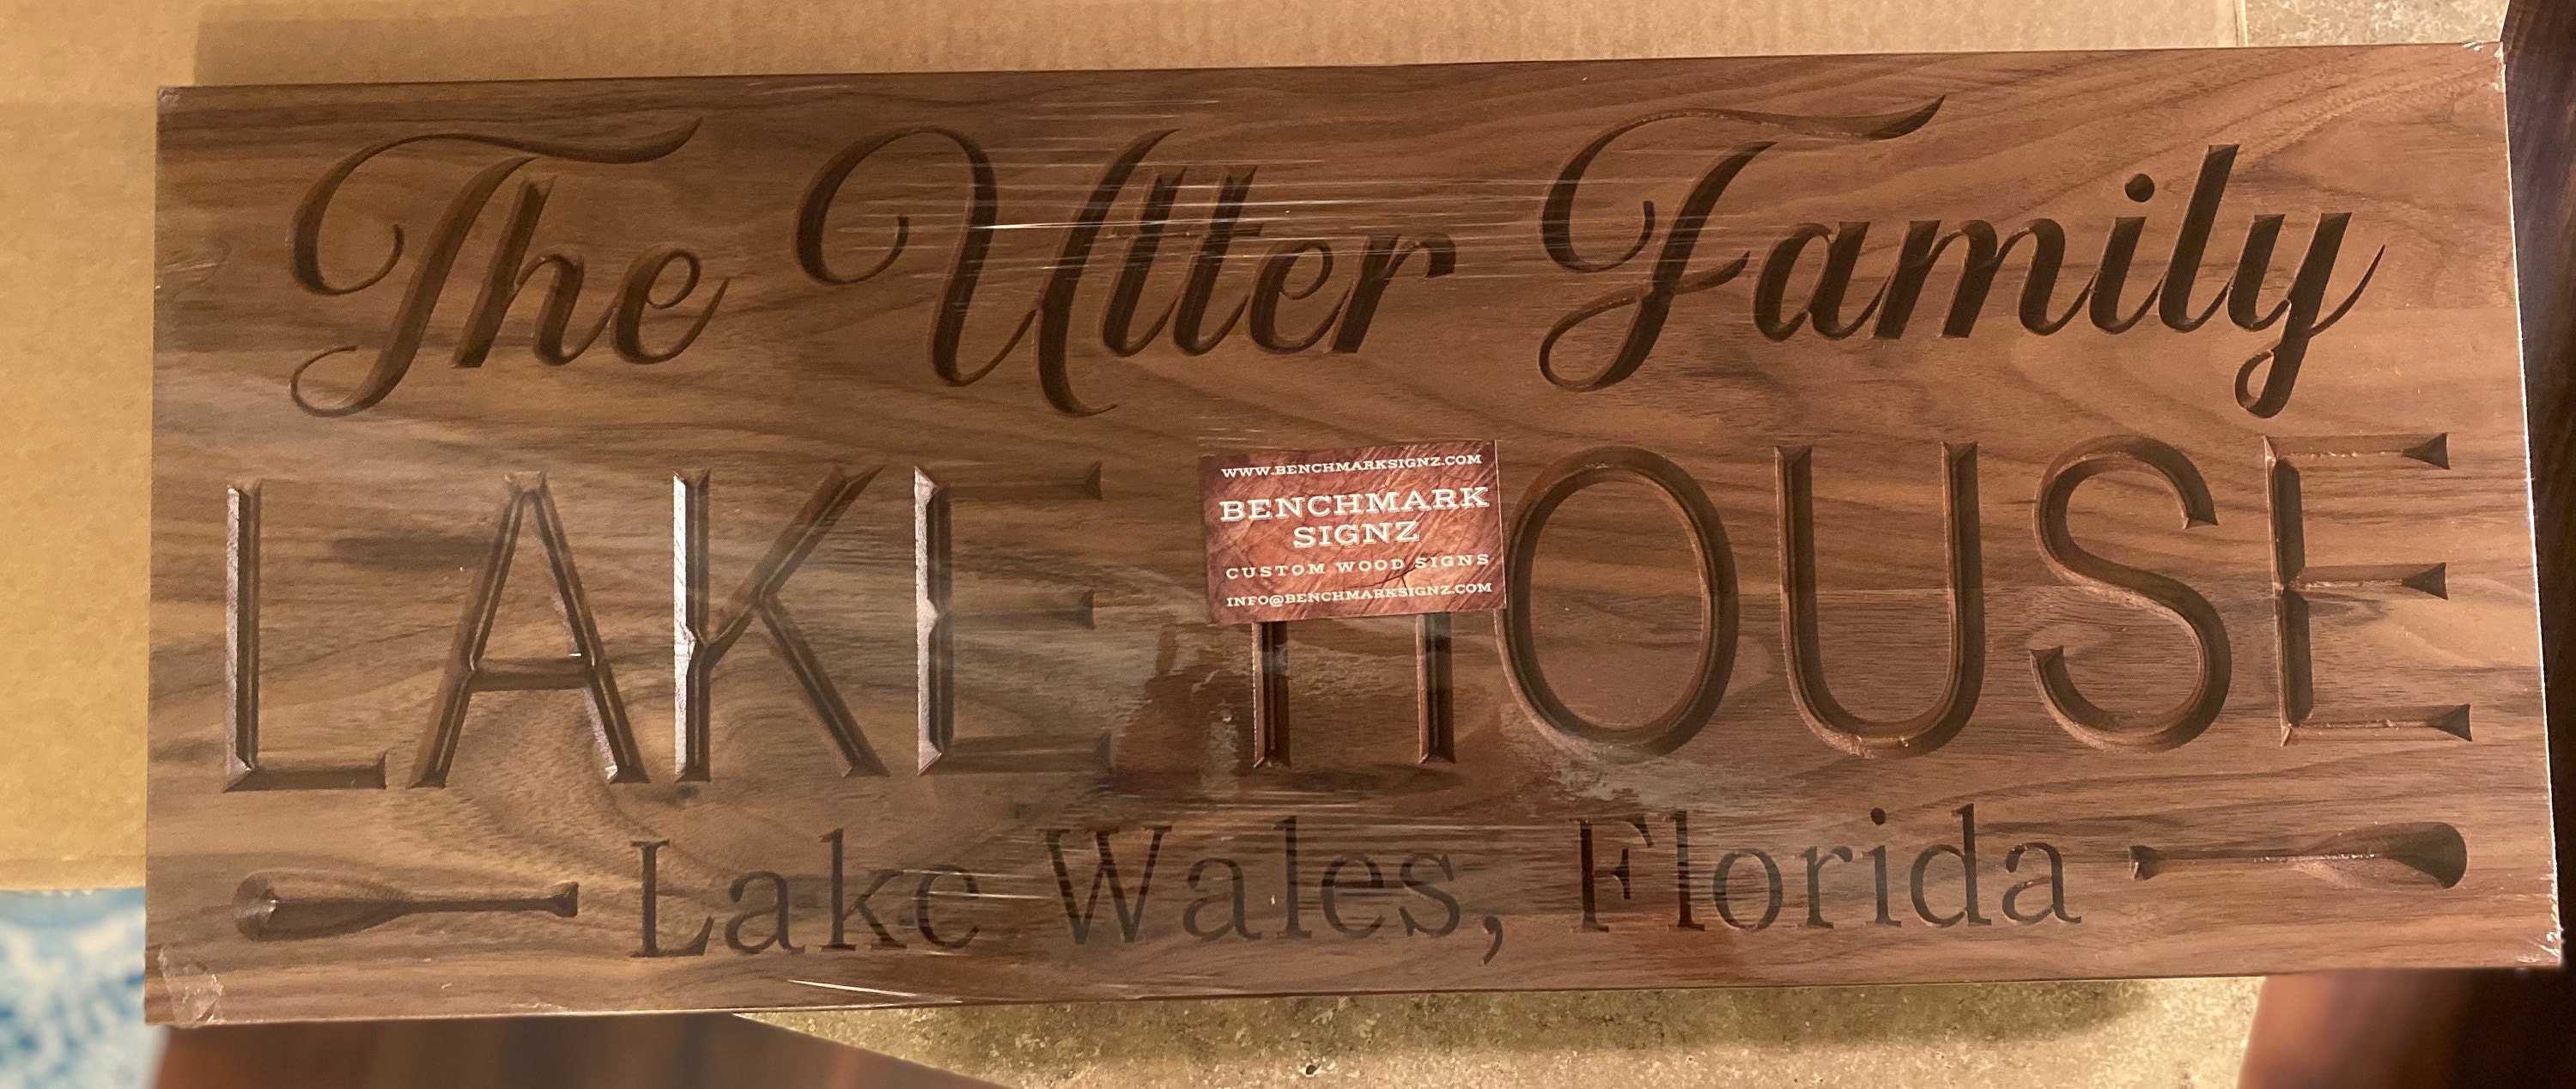 The Utter Family
LAKE HOUSE
WWW.BENCHMARKSIGNZ.COM
BENCHMARK
SIGNZ
CUSTOM WOOD SIGNS
INFO@BENCHMARKSIGNZ.COM
Lake Wales, Florida